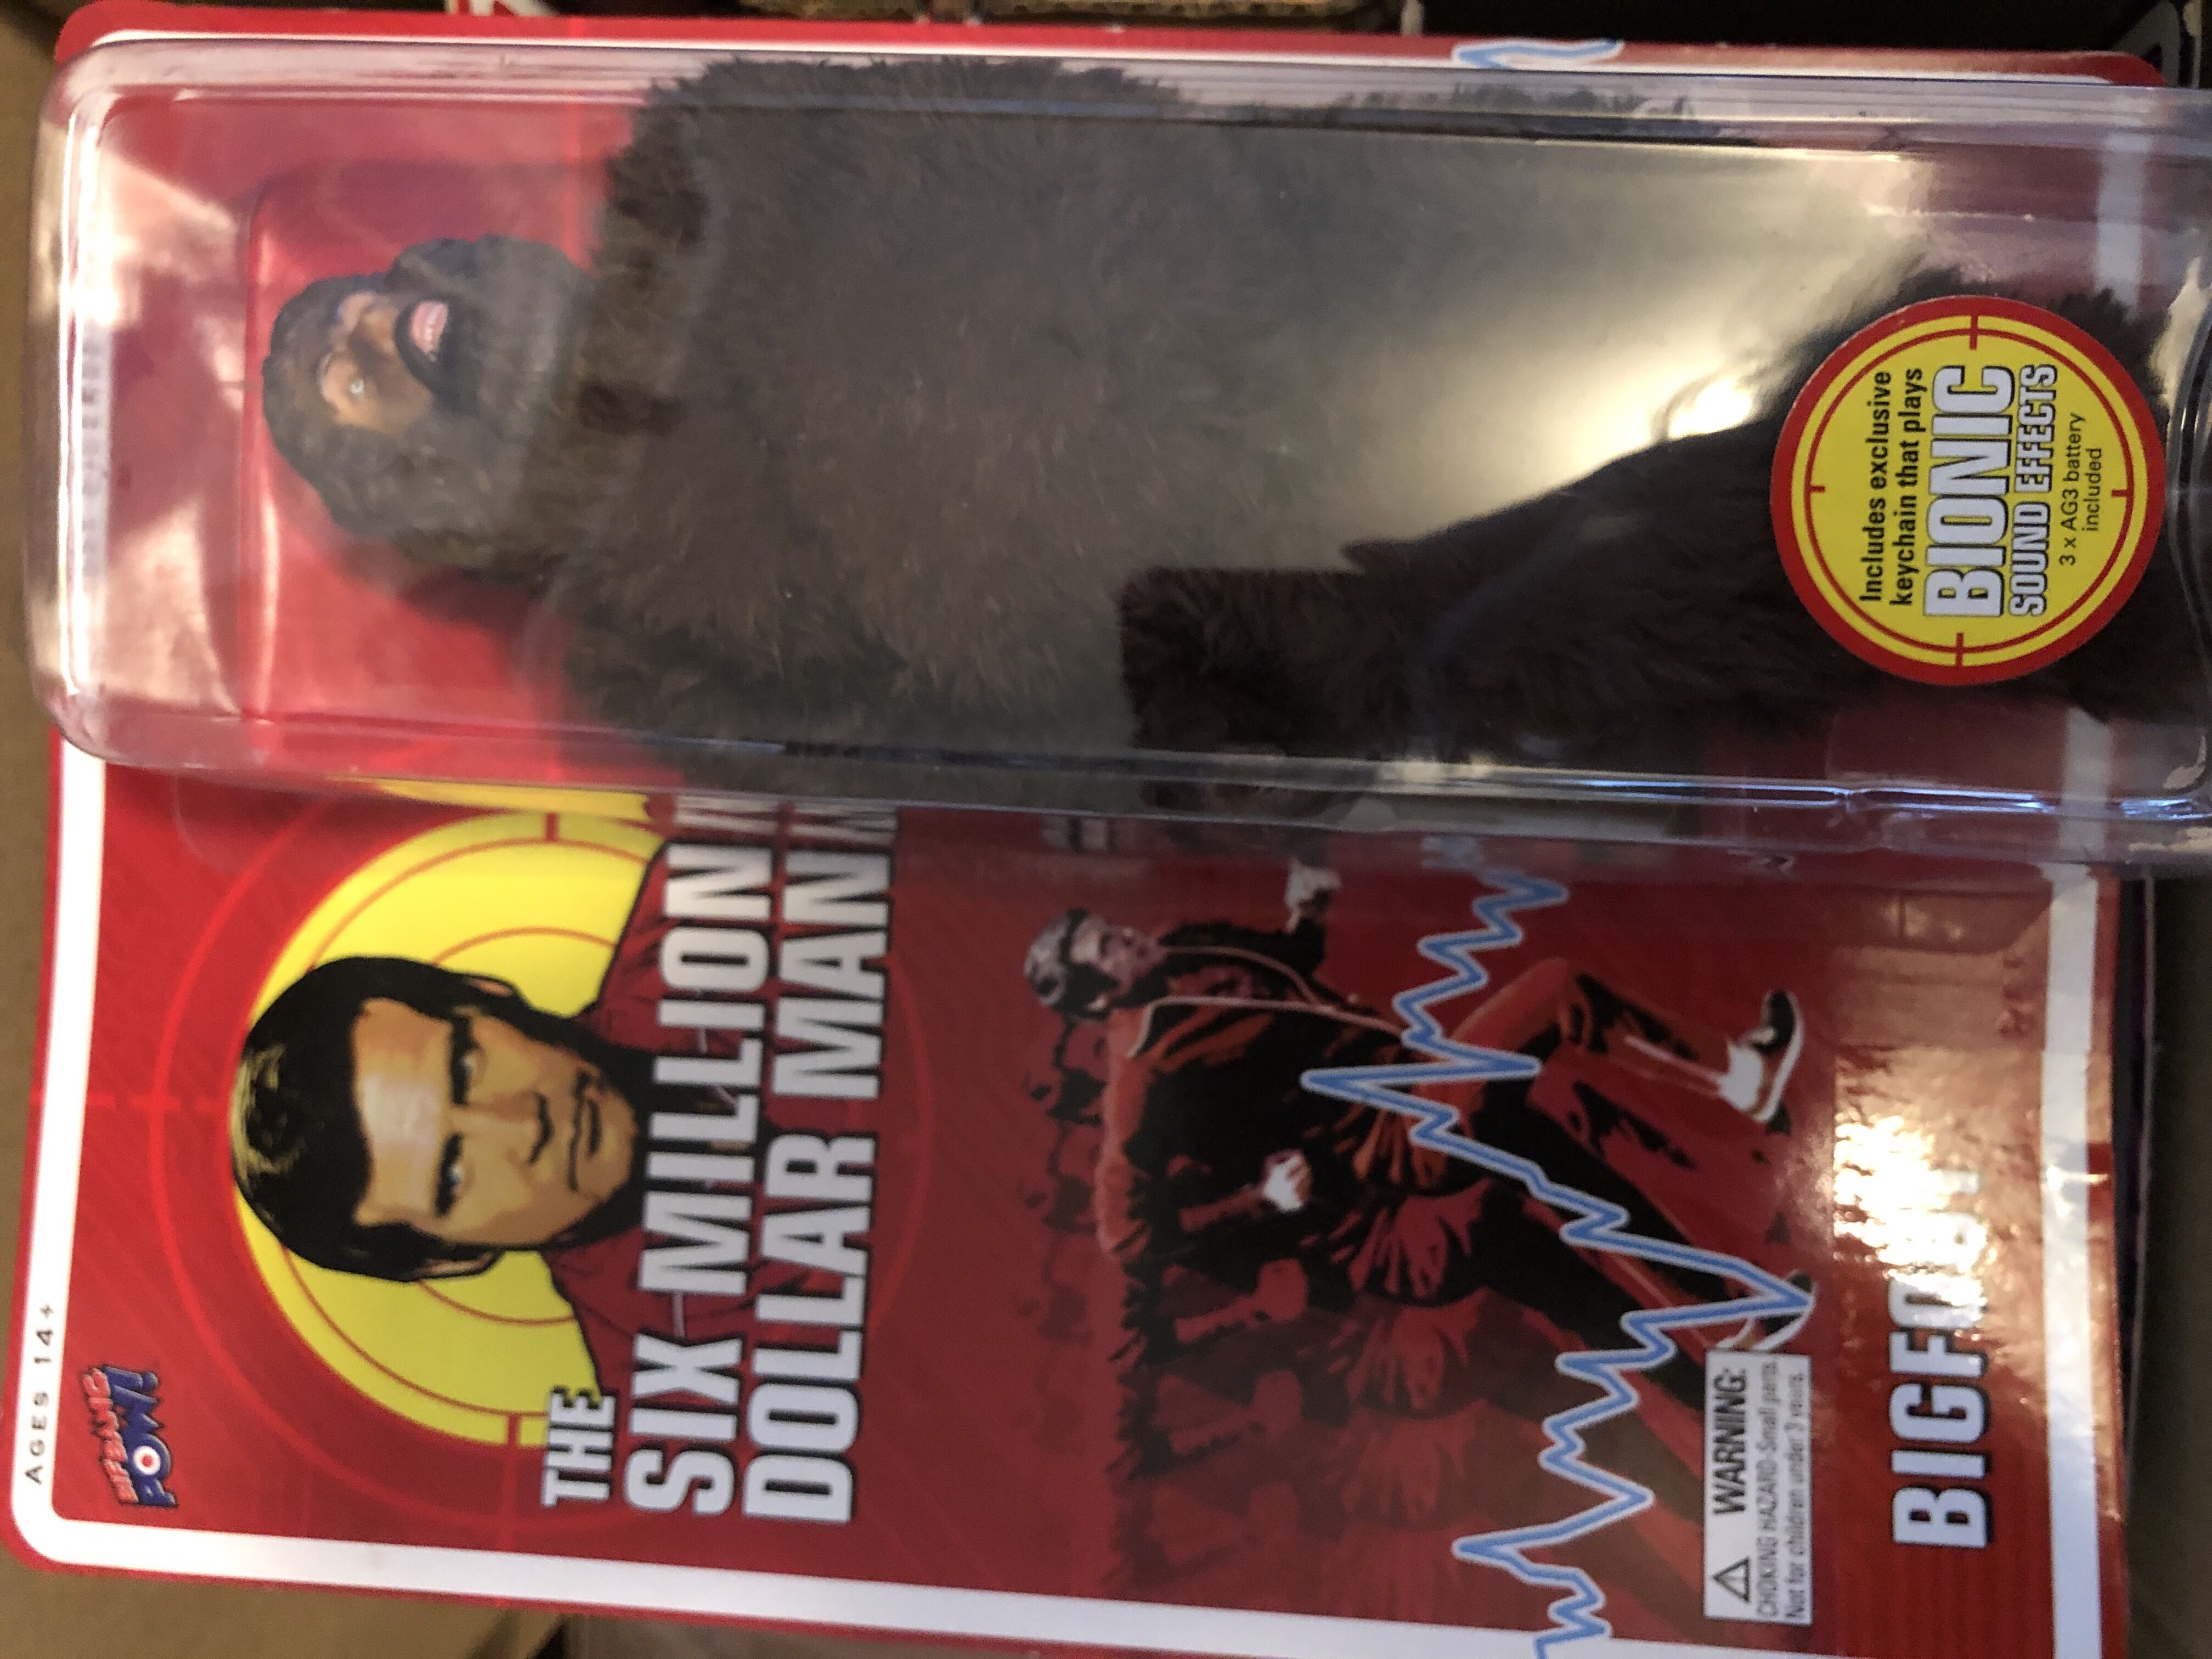 AGES 14+
BIF BANG
POW!
THE
SIX MILLION
DOLLAR MAN
Includes exclusive
keychain that plays
BIONIC
SOUND EFFECTS
3 x AG3 battery
included
WARNING:
CHOKING HAZARD-Small parts.
Not for children under 3 years.
BIGFOOT